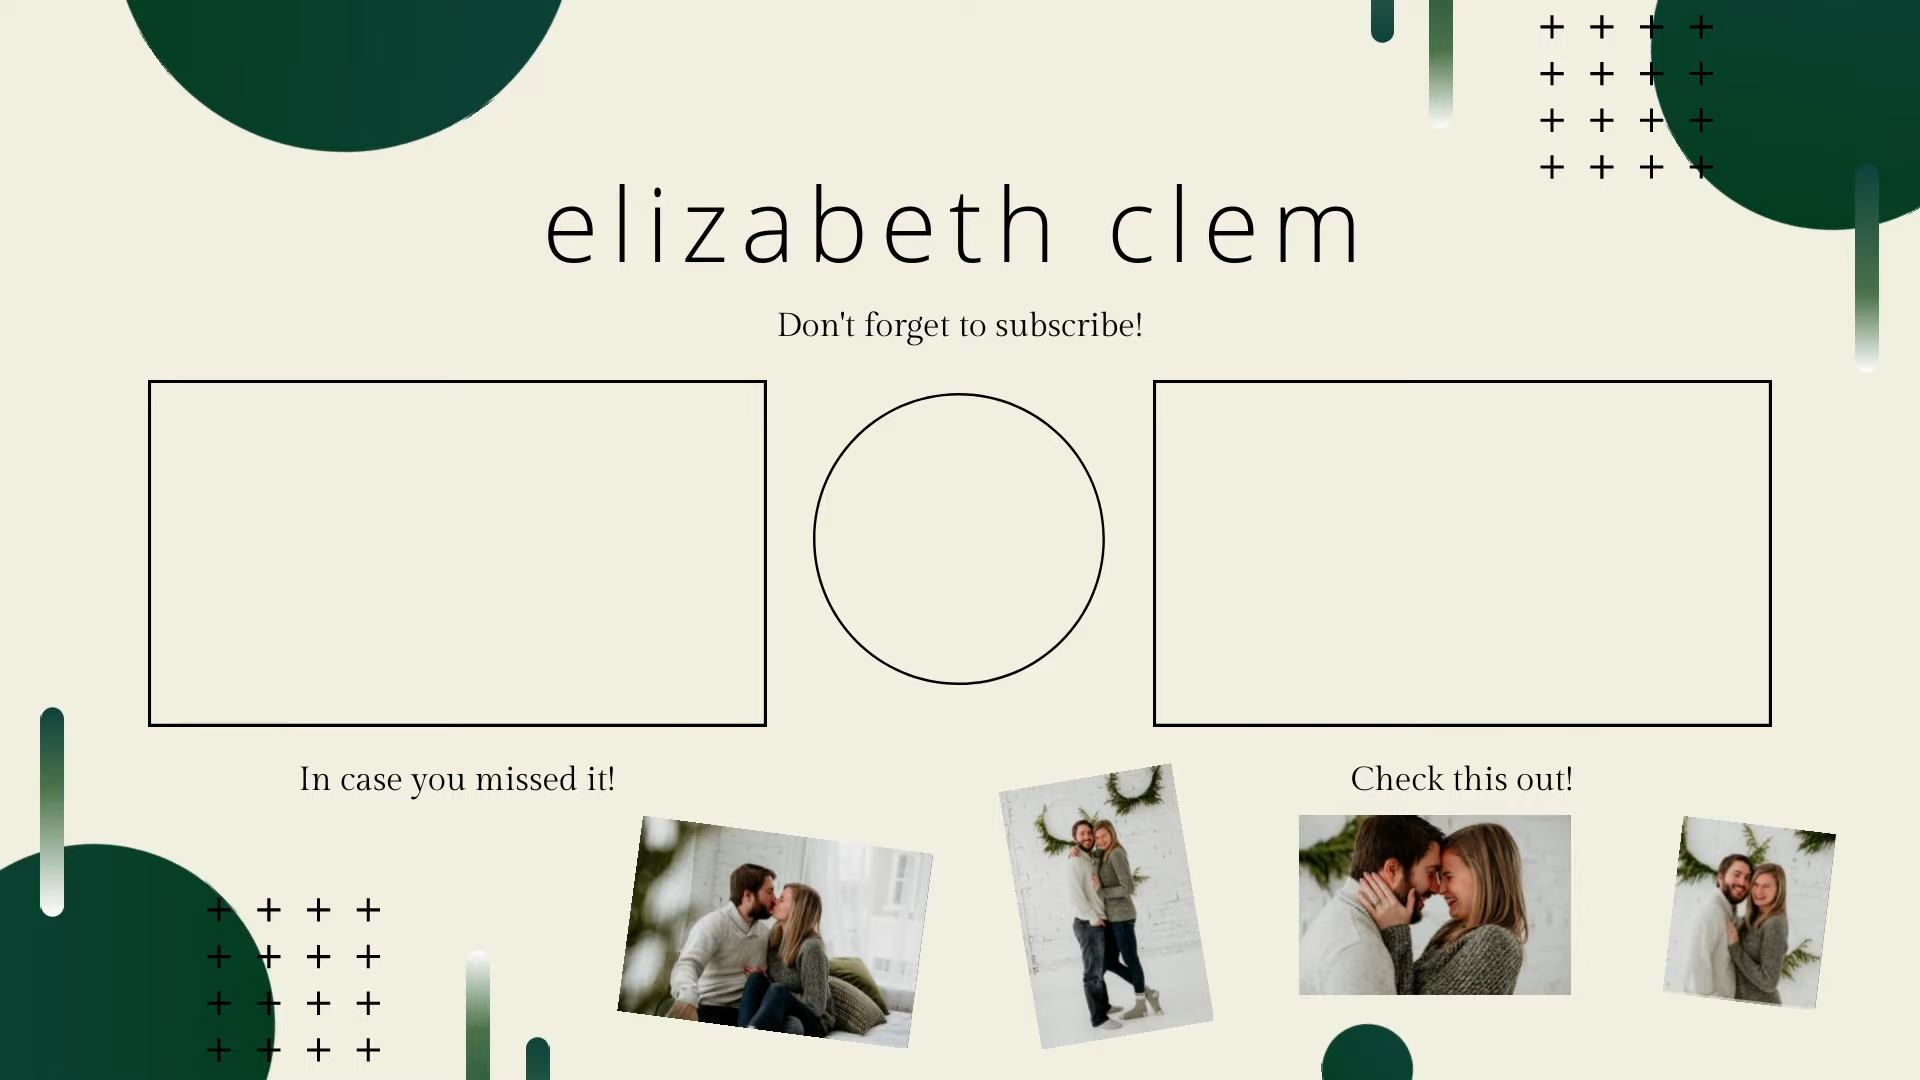 elizabeth clem
Don't forget to subscribe!
In case you missed it!
Check this out!